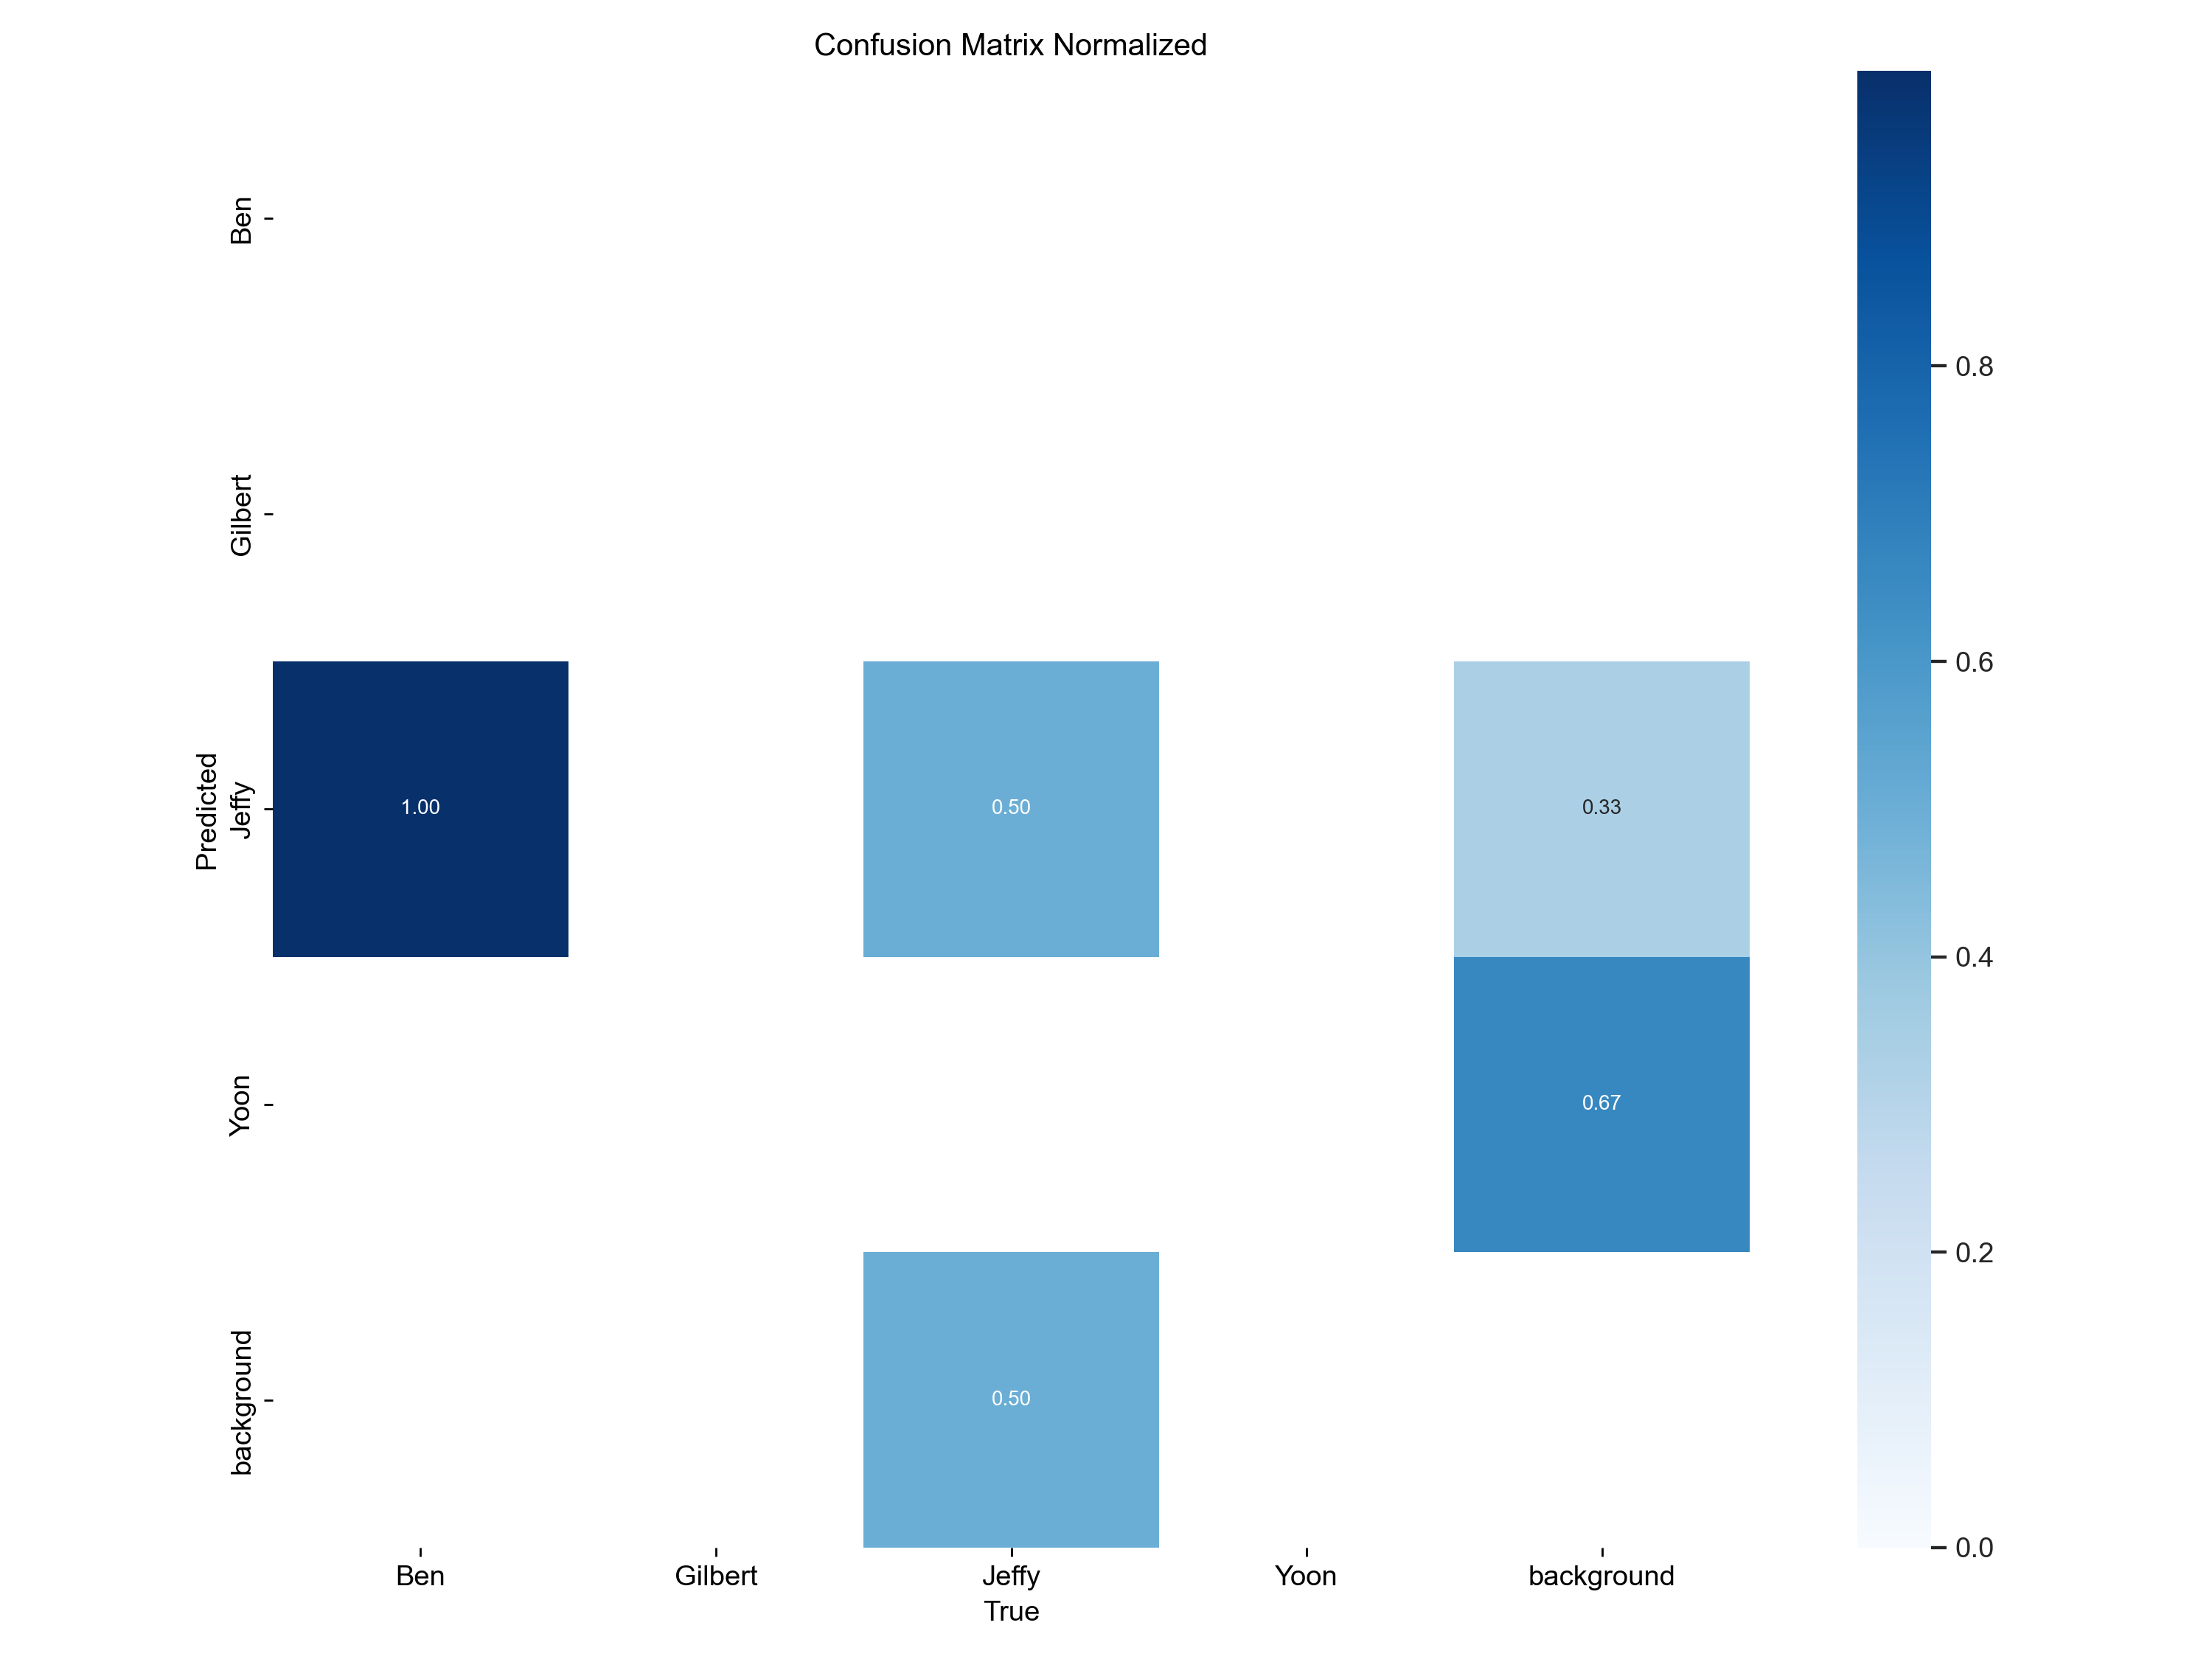 Confusion Matrix Normalized
Ben
Gilbert
Jeffy
Yoon
background
Predicted
1.00
0.50
0.33
0.67
0.50
Ben
Gilbert
Jeffy
Yoon
background
True
0.8
0.6
0.4
0.2
0.0